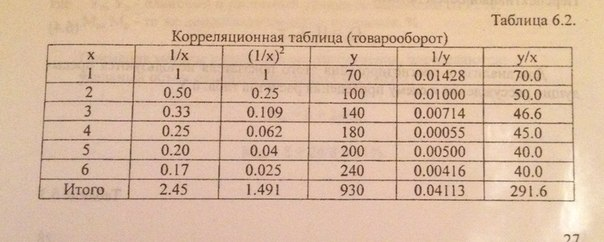 Таблица 6.2.
Корреляционная таблица (товарооборот)
x 1/x (1/x)² y 1/y y/x
1 1 1 70 0.01428 70.0
2 0.50 0.25 100 0.01000 50.0
3 0.33 0.109 140 0.00714 46.6
4 0.25 0.062 180 0.00055 45.0
5 0.20 0.04 200 0.00500 40.0
6 0.17 0.025 240 0.00416 40.0
Итого 2.45 1.491 930 0.04113 291.6
27